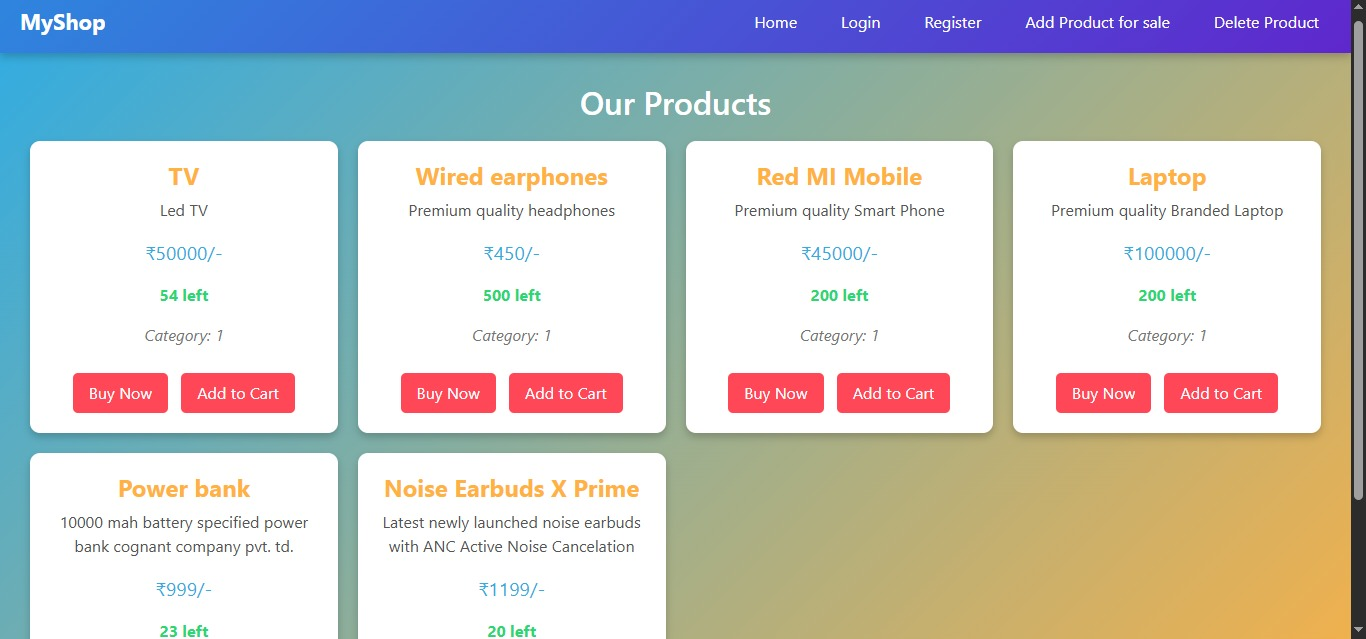 MyShop
Home Login Register Add Product for sale Delete Product
Our Products
TV
Led TV
₹50000/-
54 left
Category: 1
Buy Now Add to Cart
Wired earphones
Premium quality headphones
₹450/-
500 left
Category: 1
Buy Now Add to Cart
Red MI Mobile
Premium quality Smart Phone
₹45000/-
200 left
Category: 1
Buy Now Add to Cart
Laptop
Premium quality Branded Laptop
₹100000/-
200 left
Category: 1
Buy Now Add to Cart
Power bank
10000 mah battery specified power
bank cognant company pvt. td.
₹999/-
23 left
Noise Earbuds X Prime
Latest newly launched noise earbuds
with ANC Active Noise Cancelation
₹1199/-
20 left